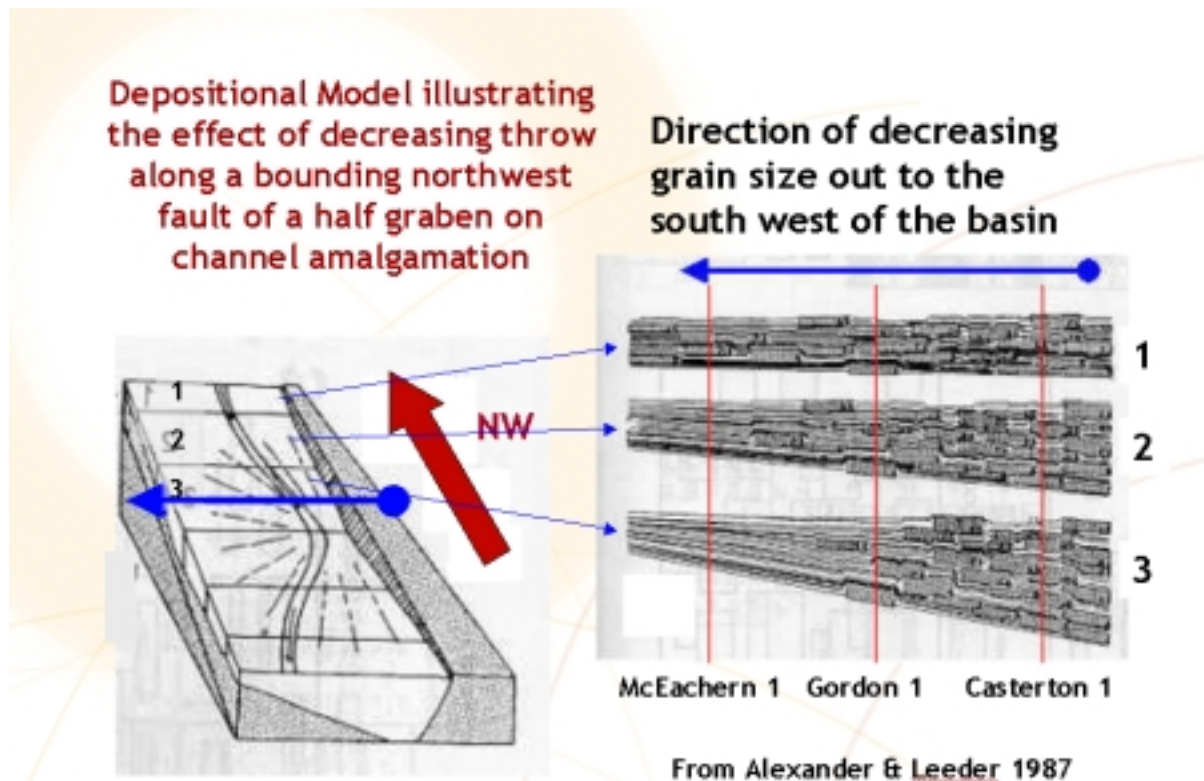 Depositional Model illustrating
the effect of decreasing throw
along a bounding northwest
fault of a half graben on
channel amalgamation
Direction of decreasing
grain size out to the
south west of the basin
1
2
3
NW
1
2
3
McEachern 1 Gordon 1 Casterton 1
From Alexander & Leeder 1987